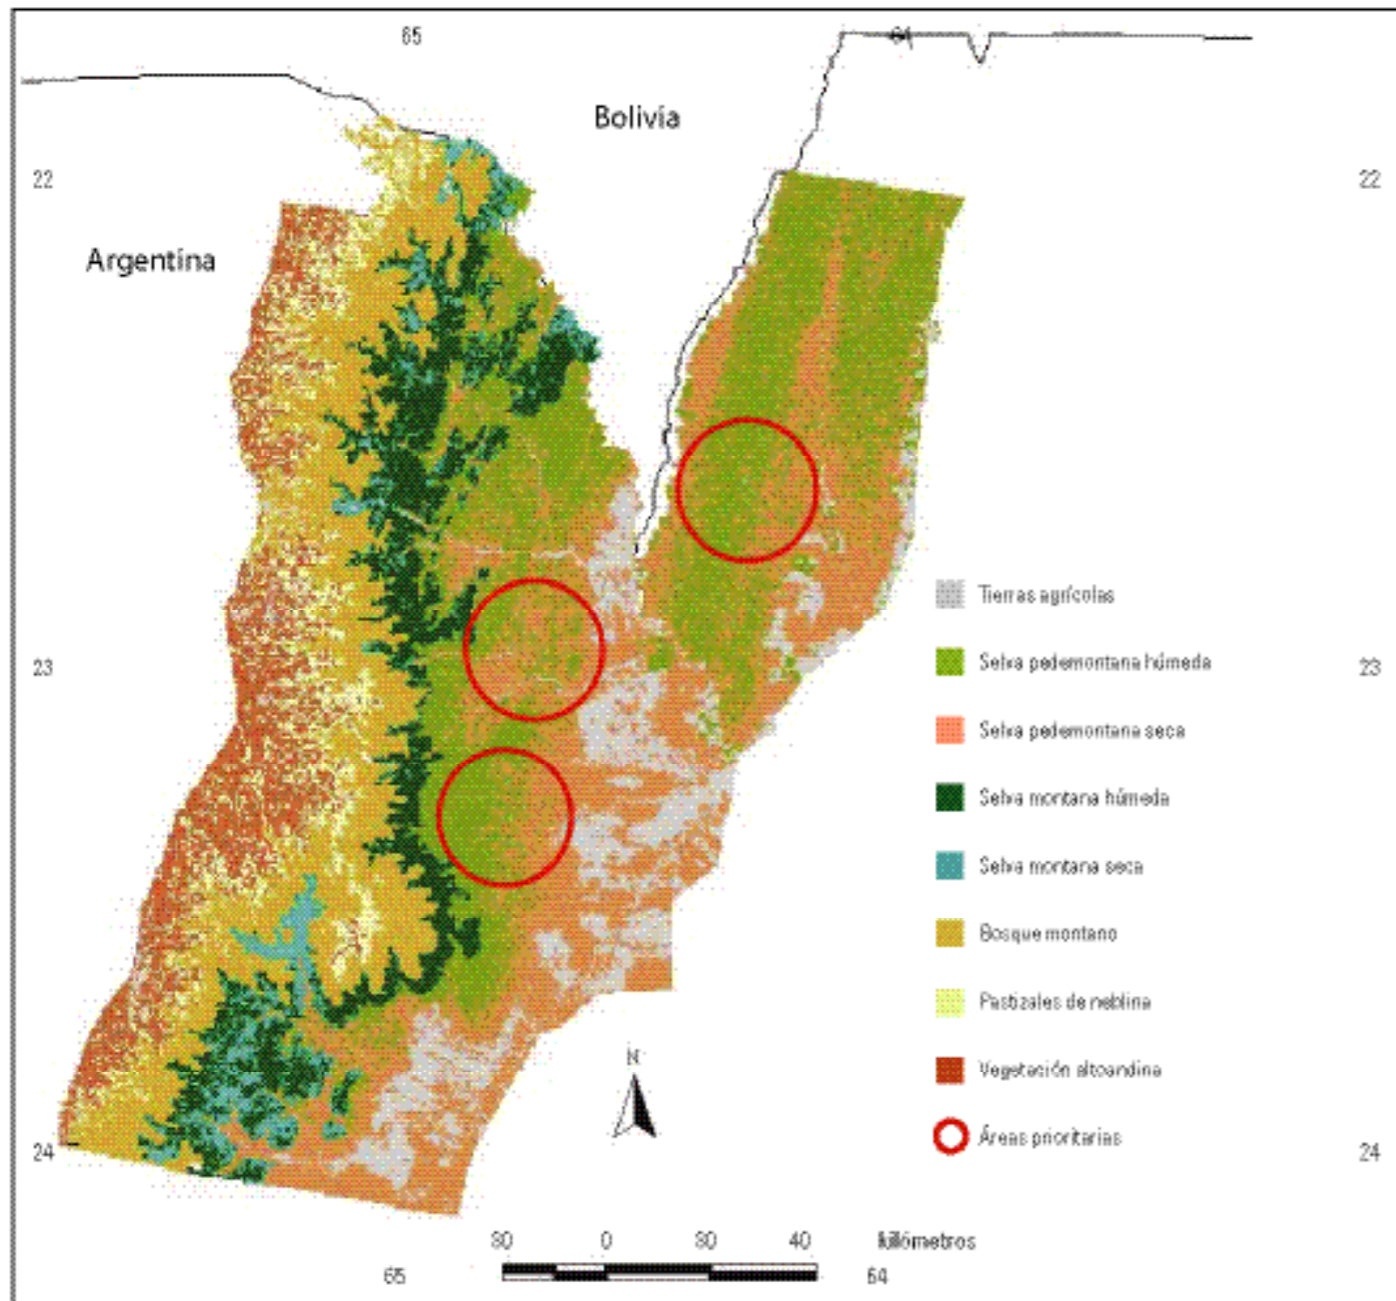 65 64
Bolivia
22 22
Argentina
Tierras agrícolas
Selva pedemontana húmeda
23 23
Selva pedemontana seca
Selva montana húmeda
Selva montana seca
Bosque montano
Pastizales de neblina
N
Vegetación altoandina
Áreas prioritarias
24 24
30 0 30 40 kilómetros
65 64